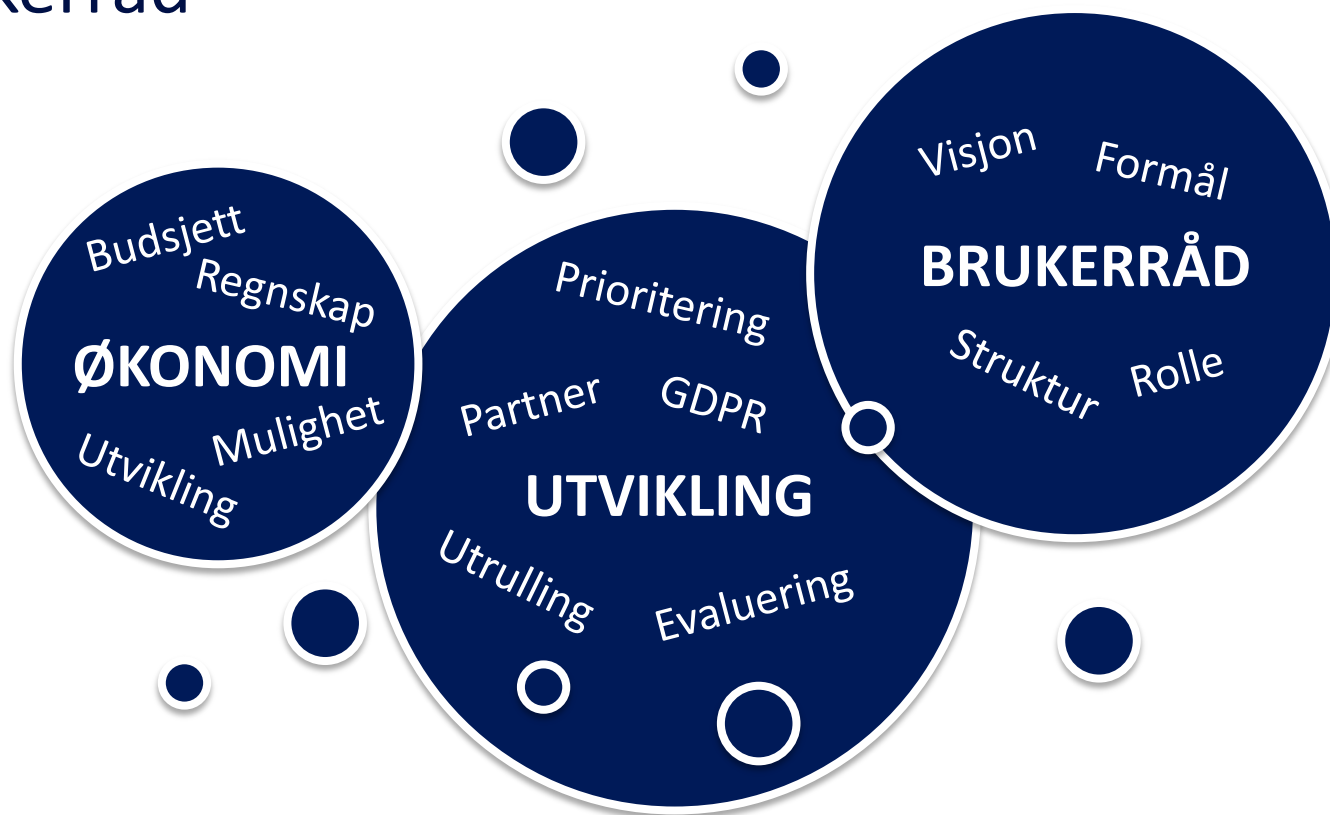 Budsjett
Regnskap
ØKONOMI
Mulighet
Utvikling
Prioritering
Partner
GDPR
UTVIKLING
Utrulling
Evaluering
Visjon
Formål
BRUKERRÅD
Struktur
Rolle